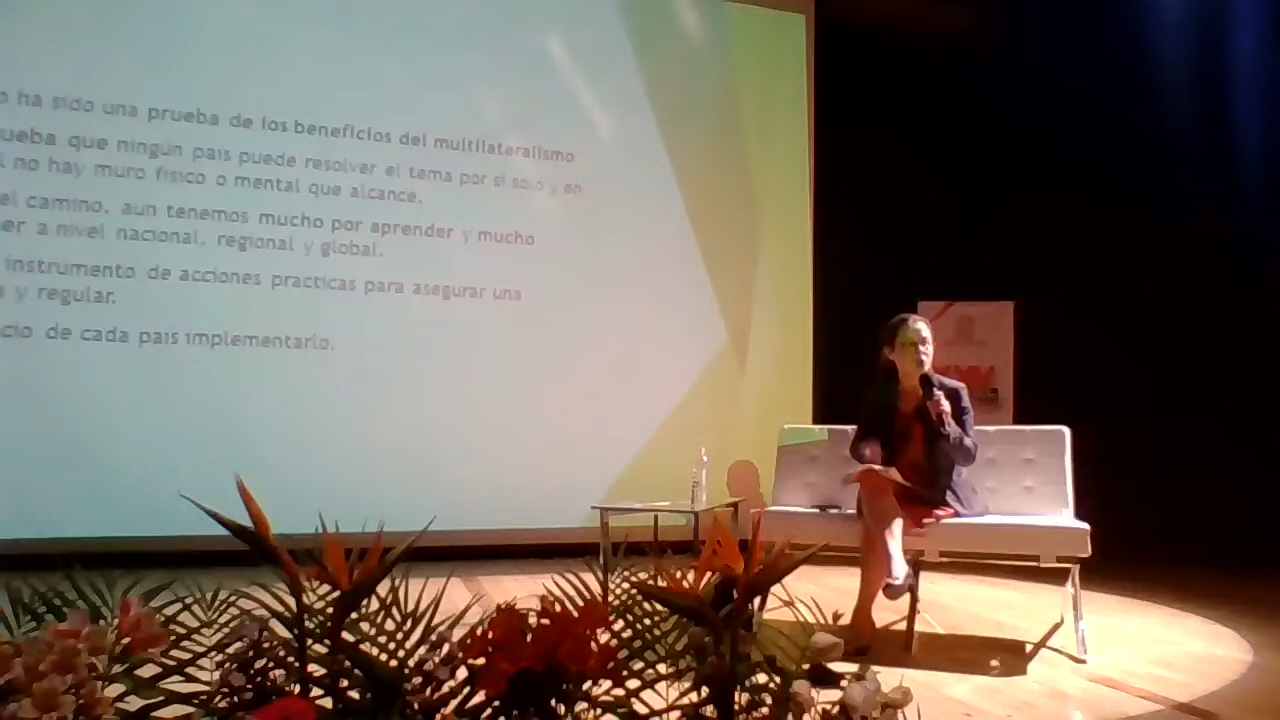 o ha sido una prueba de los beneficios del multilateralismo
ueba que ningun pais puede resolver el tema por si solo y en
l no hay muro fisico o mental que alcance.
el camino, aun tenemos mucho por aprender y mucho
er a nivel nacional, regional y global.
instrumento de acciones practicas para asegurar una
a y regular.
cio de cada pais implementarlo.